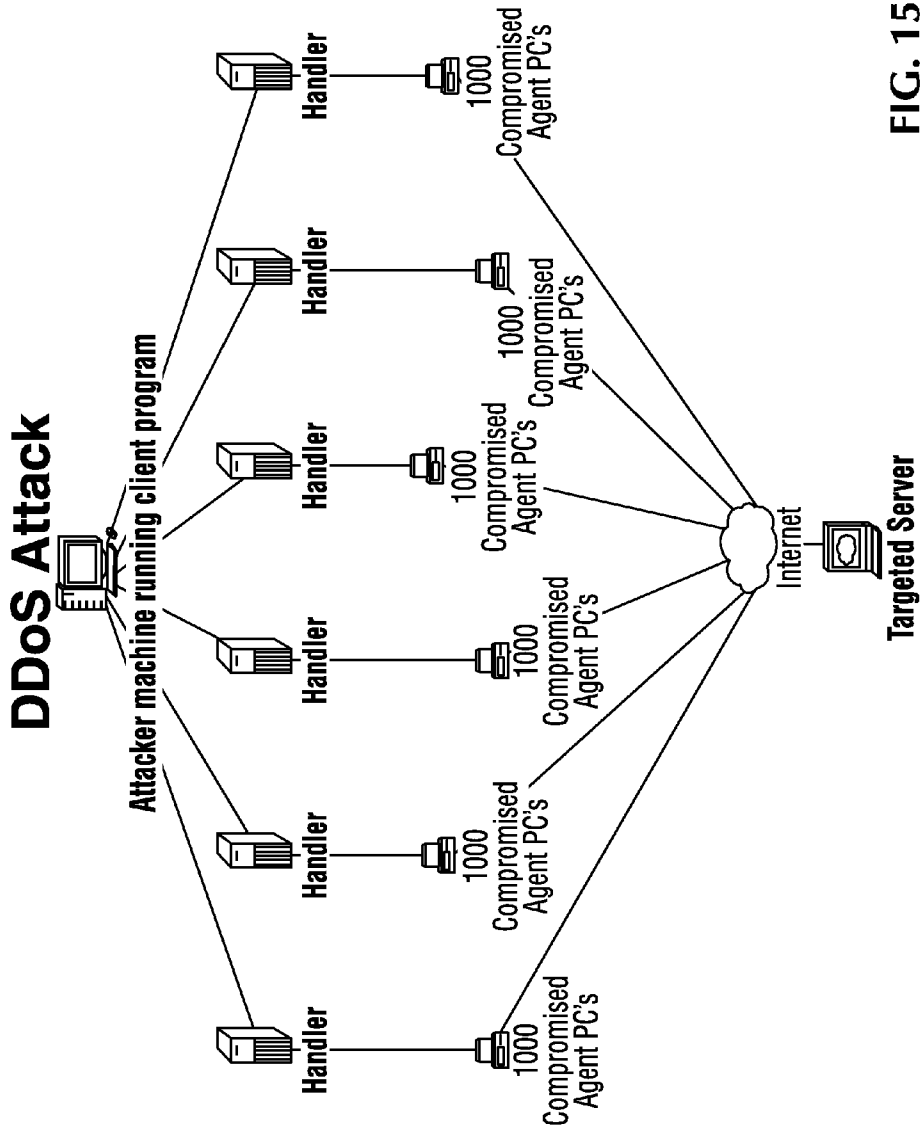 DDoS Attack
Attacker machine running client program
Handler
Handler
Handler
Handler
Handler
Handler
1000
Compromised
Agent PC's
1000
Compromised
Agent PC's
1000
Compromised
Agent PC's
1000
Compromised
Agent PC's
1000
Compromised
Agent PC's
1000
Compromised
Agent PC's
Internet
Targeted Server
FIG. 15